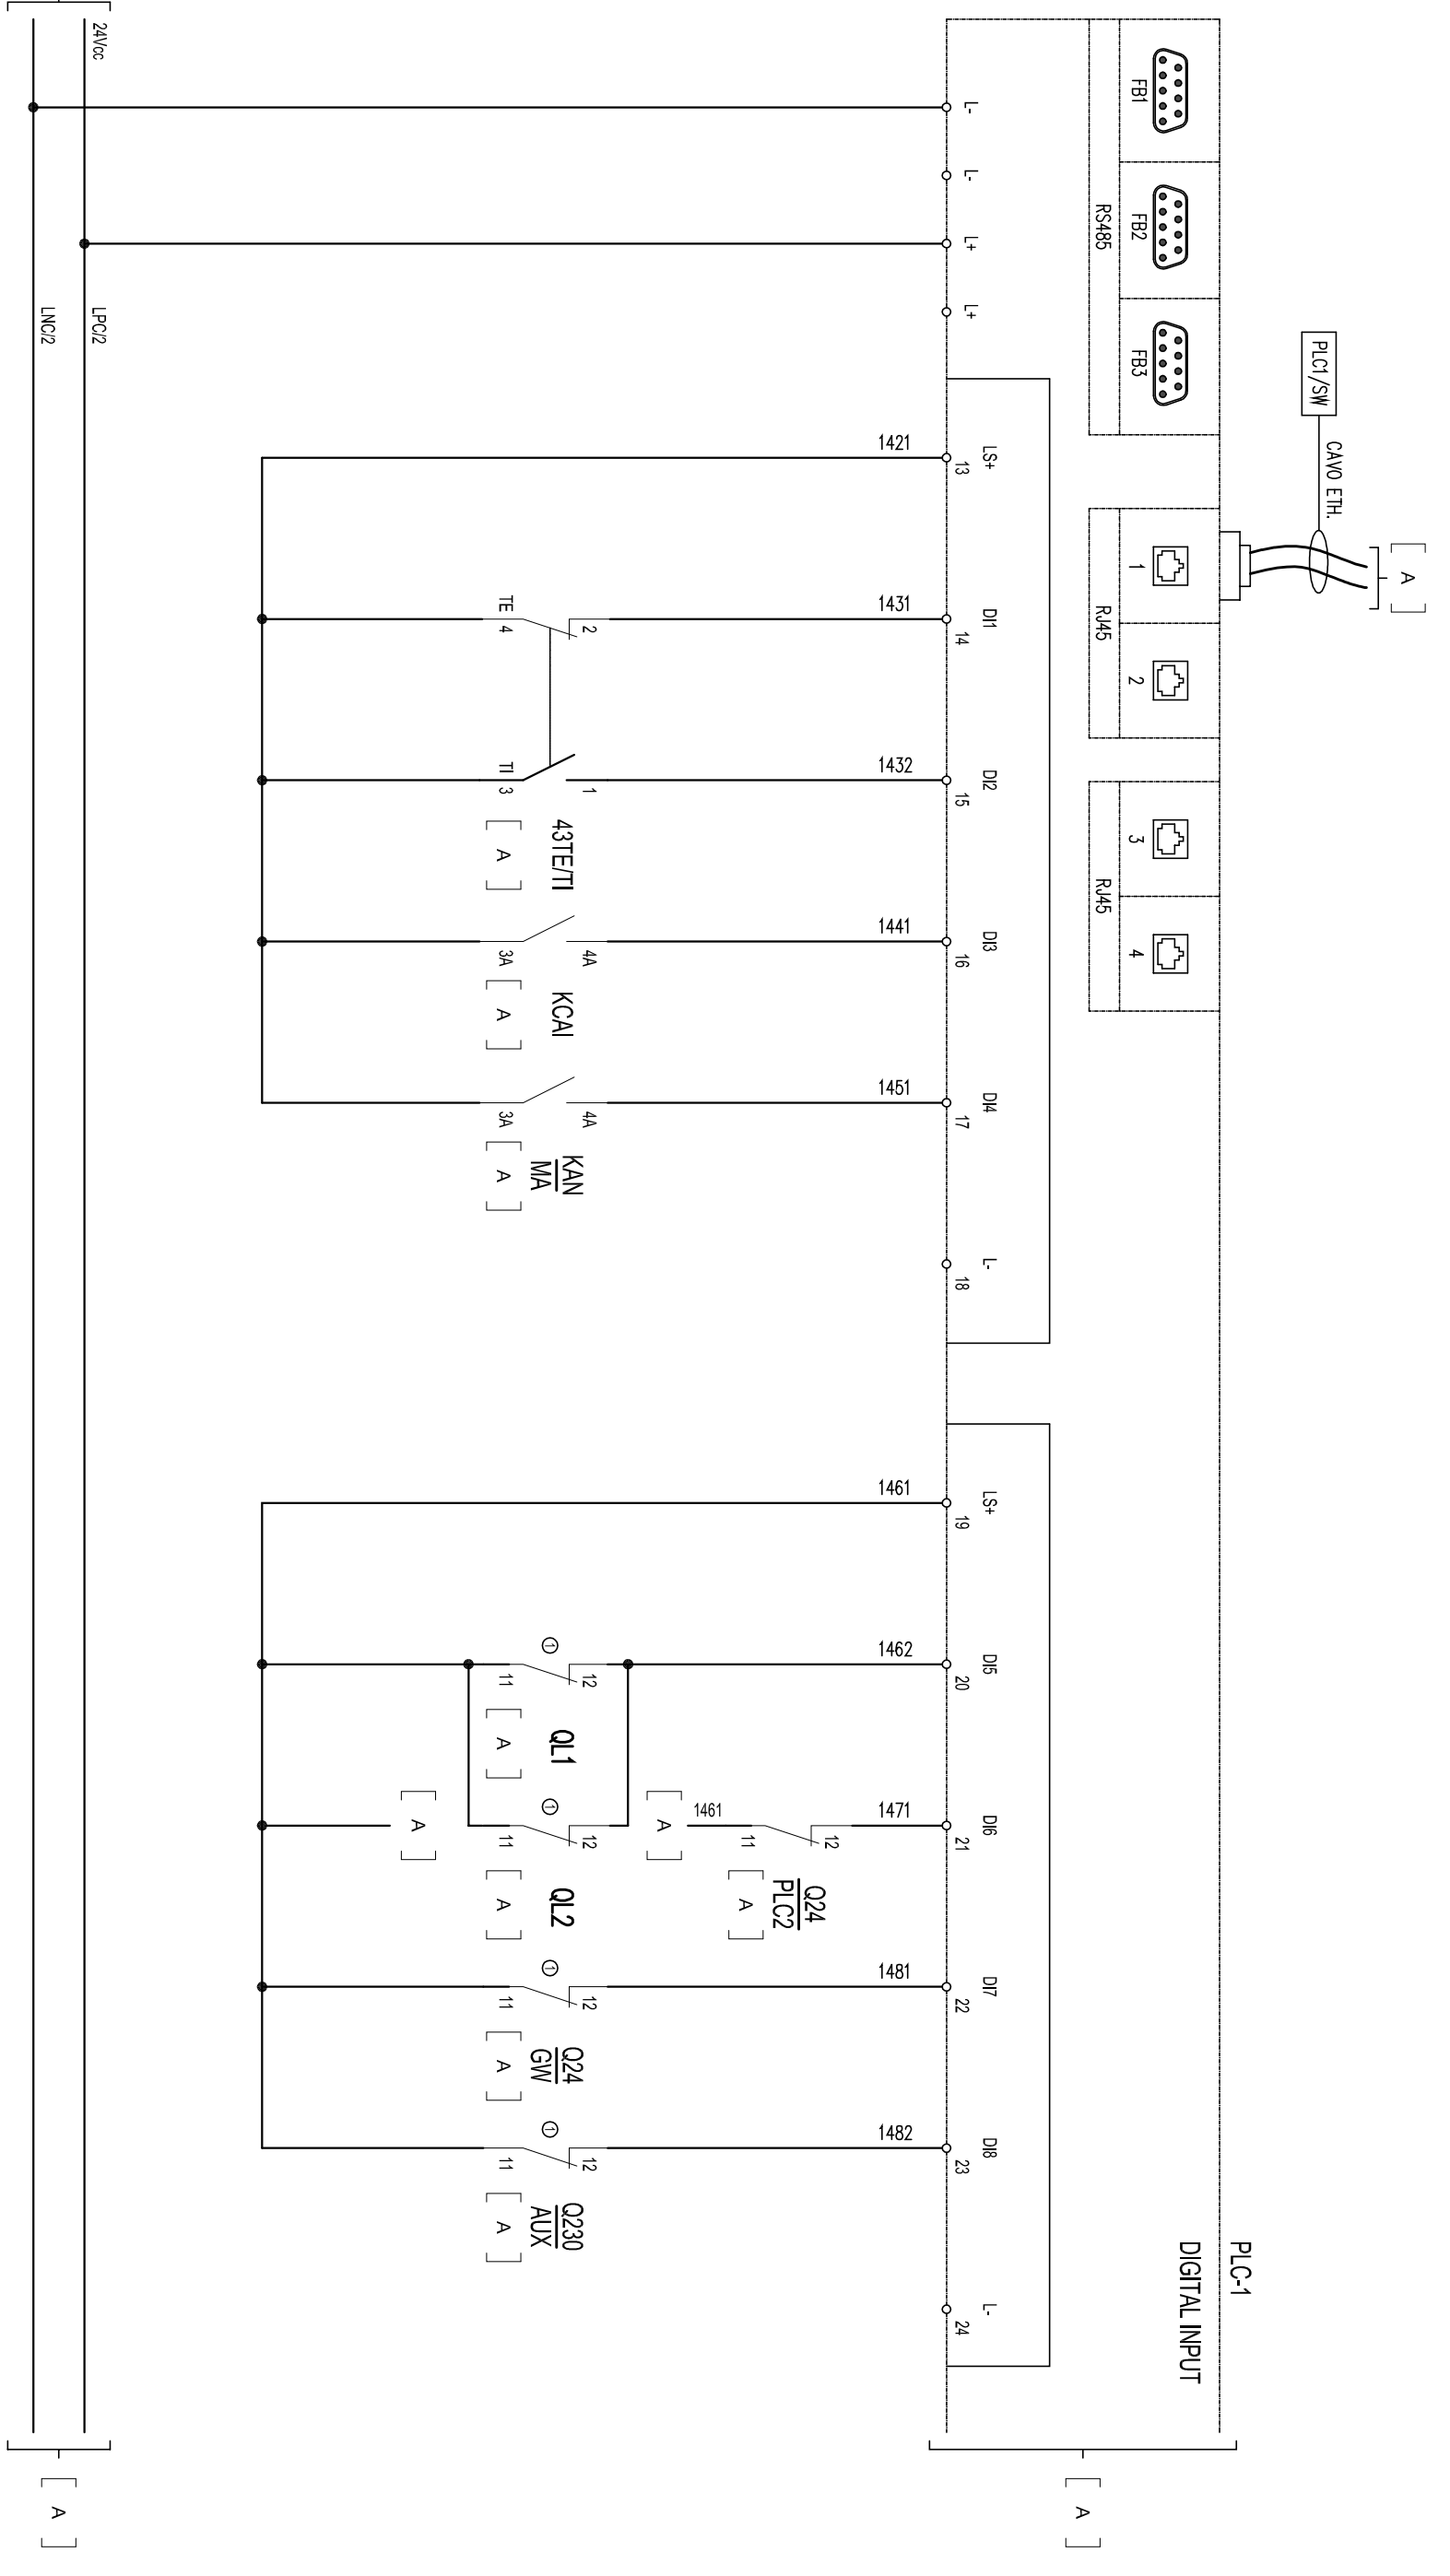 PLC1/SW
CAVO ETH.
[ A ]
PLC-1
DIGITAL INPUT
FB1
FB2
FB3
RS485
1
2
RJ45
3
4
RJ45
L-
L-
L+
L+
LS+
13
1421
DI1
14
1431
DI2
15
1432
DI3
16
1441
DI4
17
1451
L-
18
LS+
19
1461
DI5
20
1462
DI6
21
1471
DI7
22
1481
DI8
23
1482
L-
24
[ A ]
12
11
Q24
PLC2
[ A ]
1461
[ A ]
2
TE
4
1
TI
3
43TE/TI
[ A ]
4A
3A
KCAI
[ A ]
4A
3A
KAN
MA
[ A ]
①
12
11
QL1
[ A ]
①
12
11
QL2
[ A ]
①
12
11
Q24
GW
[ A ]
①
12
11
Q230
AUX
[ A ]
[ A ]
24Vcc
LPC/2
LNC/2
[ A ]